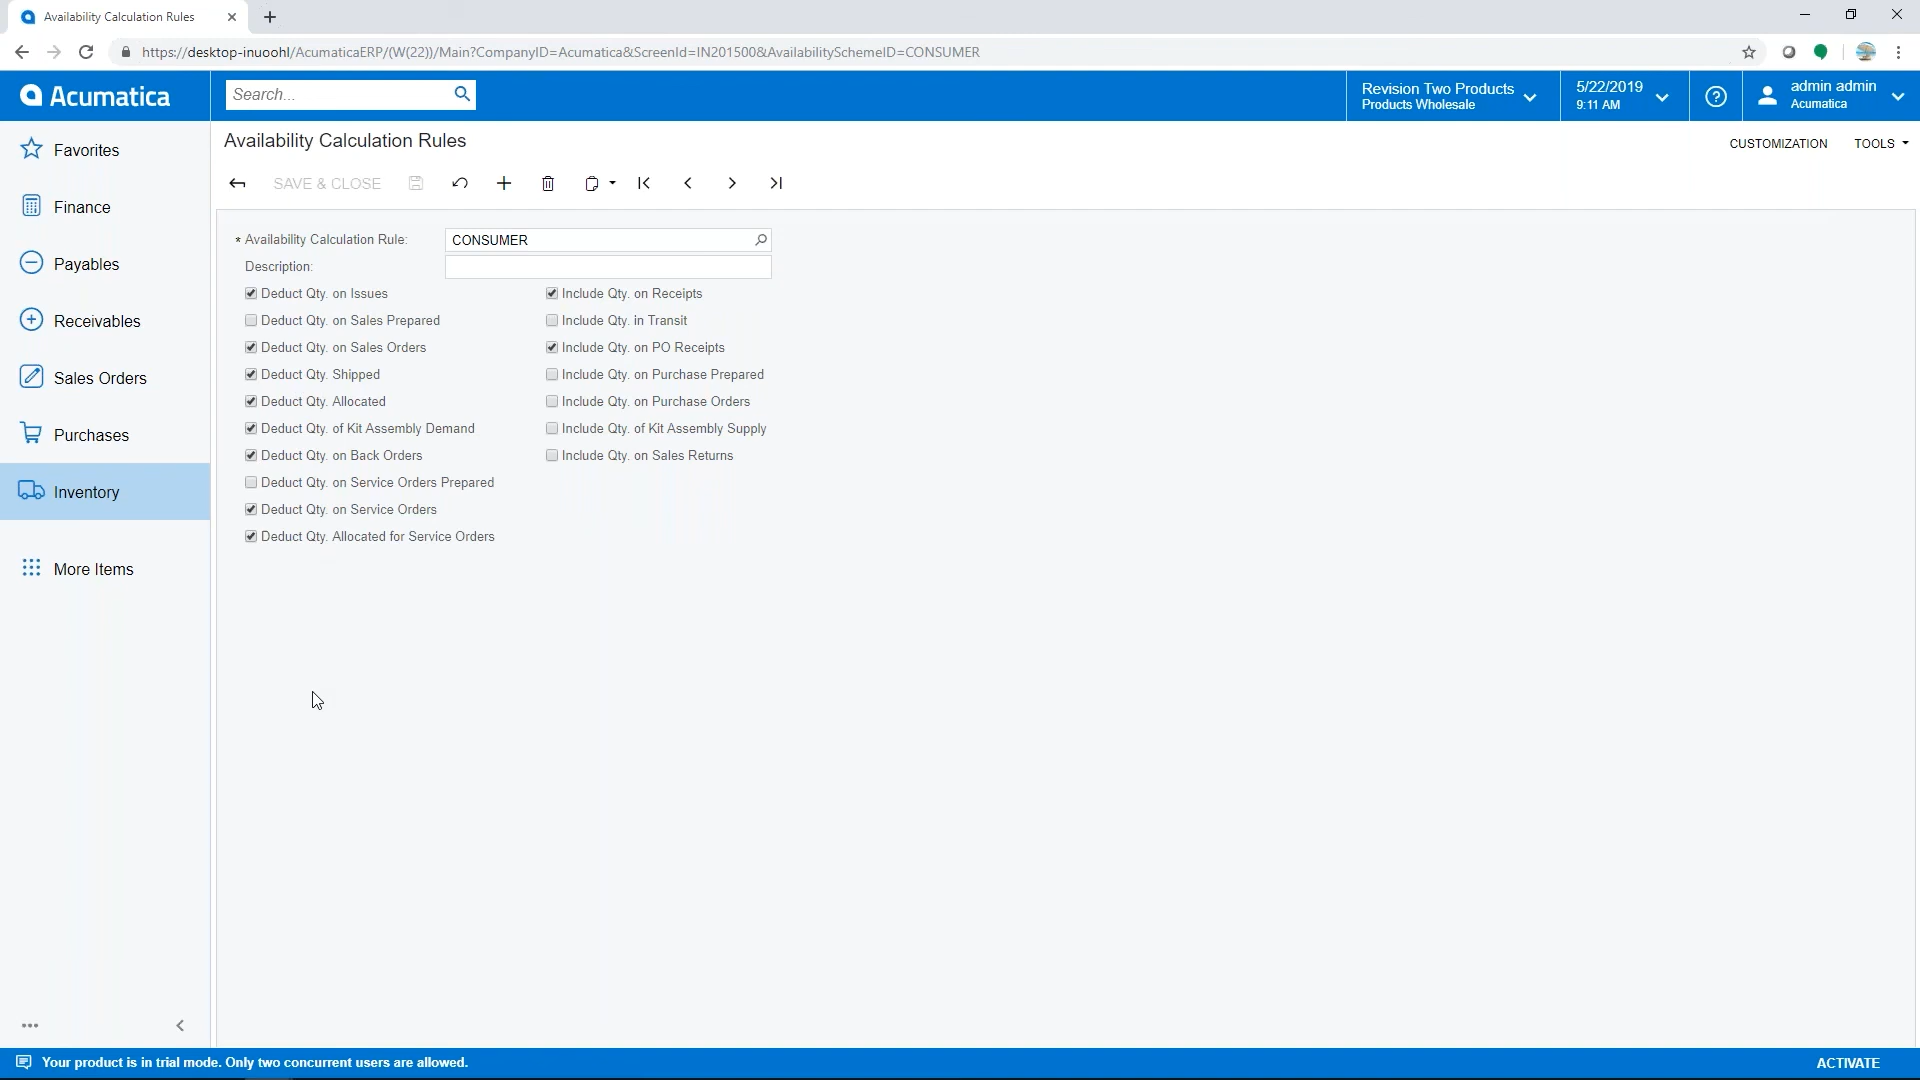 Availability Calculation Rules
https://desktop-inuoohl/AcumaticaERP/(W(22))/Main?CompanyID=Acumatica&ScreenId=IN201500&AvailabilitySchemeID=CONSUMER
Acumatica
Search...
Revision Two Products
Products Wholesale
5/22/2019
9:11 AM
admin admin
Acumatica
Favorites
Finance
Payables
Receivables
Sales Orders
Purchases
Inventory
More Items
Availability Calculation Rules
CUSTOMIZATION TOOLS
SAVE & CLOSE
* Availability Calculation Rule: CONSUMER
Description:
Deduct Qty. on Issues
Deduct Qty. on Sales Prepared
Deduct Qty. on Sales Orders
Deduct Qty. Shipped
Deduct Qty. Allocated
Deduct Qty. of Kit Assembly Demand
Deduct Qty. on Back Orders
Deduct Qty. on Service Orders Prepared
Deduct Qty. on Service Orders
Deduct Qty. Allocated for Service Orders
Include Qty. on Receipts
Include Qty. in Transit
Include Qty. on PO Receipts
Include Qty. on Purchase Prepared
Include Qty. on Purchase Orders
Include Qty. of Kit Assembly Supply
Include Qty. on Sales Returns
Your product is in trial mode. Only two concurrent users are allowed.
ACTIVATE